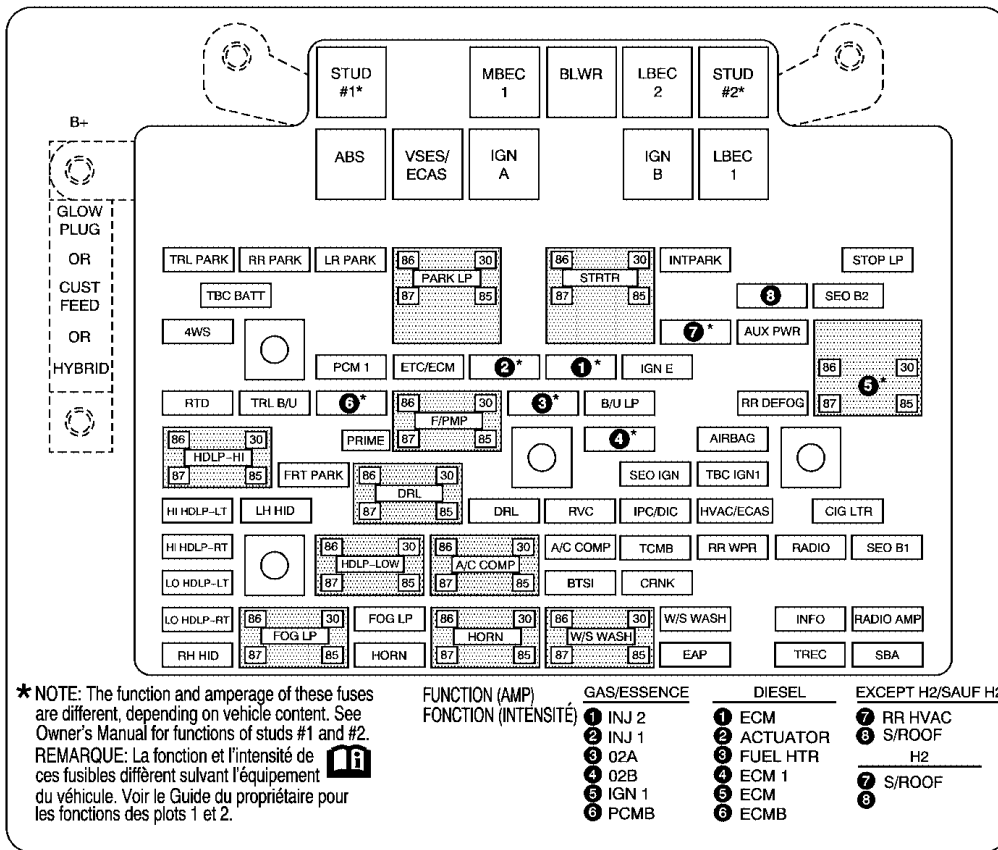 STUD #1*
MBEC 1
BLWR
LBEC 2
STUD #2*
B+
ABS
VSES/ ECAS
IGN A
IGN B
LBEC 1
GLOW PLUG
OR
CUST FEED
OR
HYBRID
TRL PARK
RR PARK
LR PARK
86 30
PARK LP
87 85
86 30
STRTR
87 85
INTPARK
STOP LP
TBC BATT
8
SEO B2
4WS
7*
AUX PWR
PCM 1
ETC/ECM
2*
1*
IGN E
86 30
5*
87 85
RTD
TRL B/U
6*
86 30
F/PMP
87 85
3*
B/U LP
RR DEFOG
PRIME
4*
AIRBAG
86 30
HDLP-HI
87 85
FRT PARK
86 30
DRL
87 85
SEO IGN
TBC IGN1
HI HDLP-LT
LH HID
DRL
RVC
IPC/DIC
HVAC/ECAS
CIG LTR
HI HDLP-RT
86 30
HDLP-LOW
87 85
86 30
A/C COMP
87 85
A/C COMP
TCMB
RR WPR
RADIO
SEO B1
LO HDLP-LT
BTSI
CRNK
LO HDLP-RT
86 30
FOG LP
87 85
FOG LP
86 30
HORN
87 85
86 30
W/S WASH
87 85
W/S WASH
INFO
RADIO AMP
RH HID
HORN
EAP
TREC
SBA
* NOTE: The function and amperage of these fuses
are different, depending on vehicle content. See
Owner's Manual for functions of studs #1 and #2.
REMARQUE: La fonction et l'intensité de
ces fusibles diffèrent sulvant l'équipement
du véhicule. Voir le Guide du propriétaire pour
les fonctions des plots 1 et 2.
FUNCTION (AMP)
FONCTION (INTENSITÉ)
GAS/ESSENCE
1 INJ 2
2 INJ 1
3 02A
4 02B
5 IGN 1
6 PCMB
DIESEL
1 ECM
2 ACTUATOR
3 FUEL HTR
4 ECM 1
5 ECM
6 ECMB
EXCEPT H2/SAUF H2
7 RR HVAC
8 S/ROOF
H2
7 S/ROOF
8